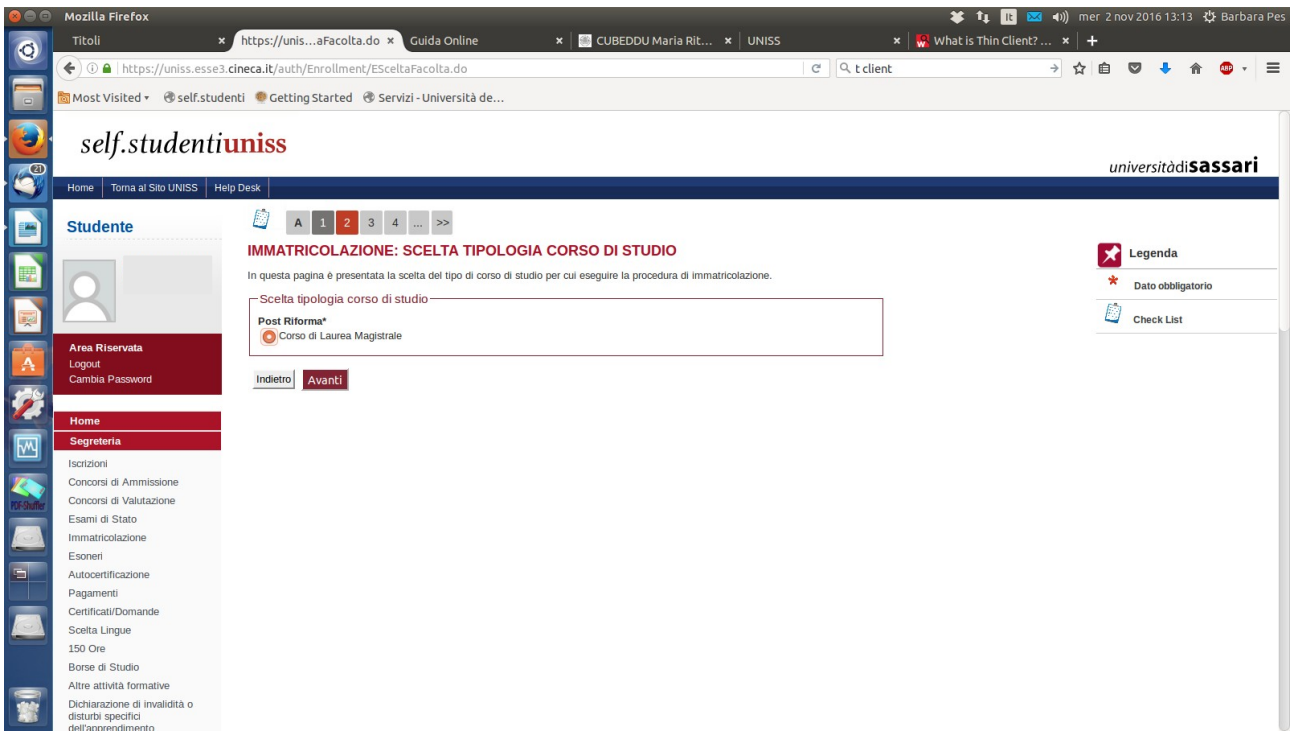 Mozilla Firefox
It
mer 2 nov 2016 13:13
Barbara Pes
Titoli
https://unis...aFacolta.do
Guida Online
CUBEDDU Maria Rit...
UNISS
What is Thin Client? ...
https://uniss.esse3.cineca.it/auth/Enrollment/ESceltaFacolta.do
t client
ABP
Most Visited
self.studenti
Getting Started
Servizi - Università de...
self.studentiuniss
universitàdisassari
Home
Torna al Sito UNISS
Help Desk
21
Studente
A 1 2 3 4 ... >>
IMMATRICOLAZIONE: SCELTA TIPOLOGIA CORSO DI STUDIO
In questa pagina è presentata la scelta del tipo di corso di studio per cui eseguire la procedura di immatricolazione.
Scelta tipologia corso di studio
Post Riforma*
Corso di Laurea Magistrale
Indietro
Avanti
Legenda
Dato obbligatorio
Check List
Area Riservata
Logout
Cambia Password
Home
Segreteria
Iscrizioni
Concorsi di Ammissione
Concorsi di Valutazione
Esami di Stato
Immatricolazione
Esoneri
Autocertificazione
Pagamenti
Certificati/Domande
Scelta Lingue
150 Ore
Borse di Studio
Altre attività formative
Dichiarazione di invalidità o
disturbi specifici
dell'apprendimento
PDF-Shuffler